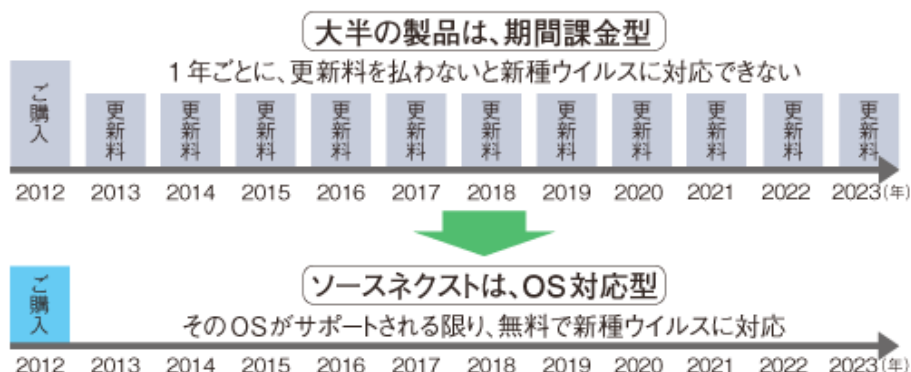 大半の製品は、期間課金型
1年ごとに、更新料を払わないと新種ウイルスに対応できない
ご購入 更新料 更新料 更新料 更新料 更新料 更新料 更新料 更新料 更新料 更新料 更新料
2012 2013 2014 2015 2016 2017 2018 2019 2020 2021 2022 2023(年)
ソースネクストは、OS対応型
ご購入
そのOSがサポートされる限り、無料で新種ウイルスに対応
2012 2013 2014 2015 2016 2017 2018 2019 2020 2021 2022 2023(年)